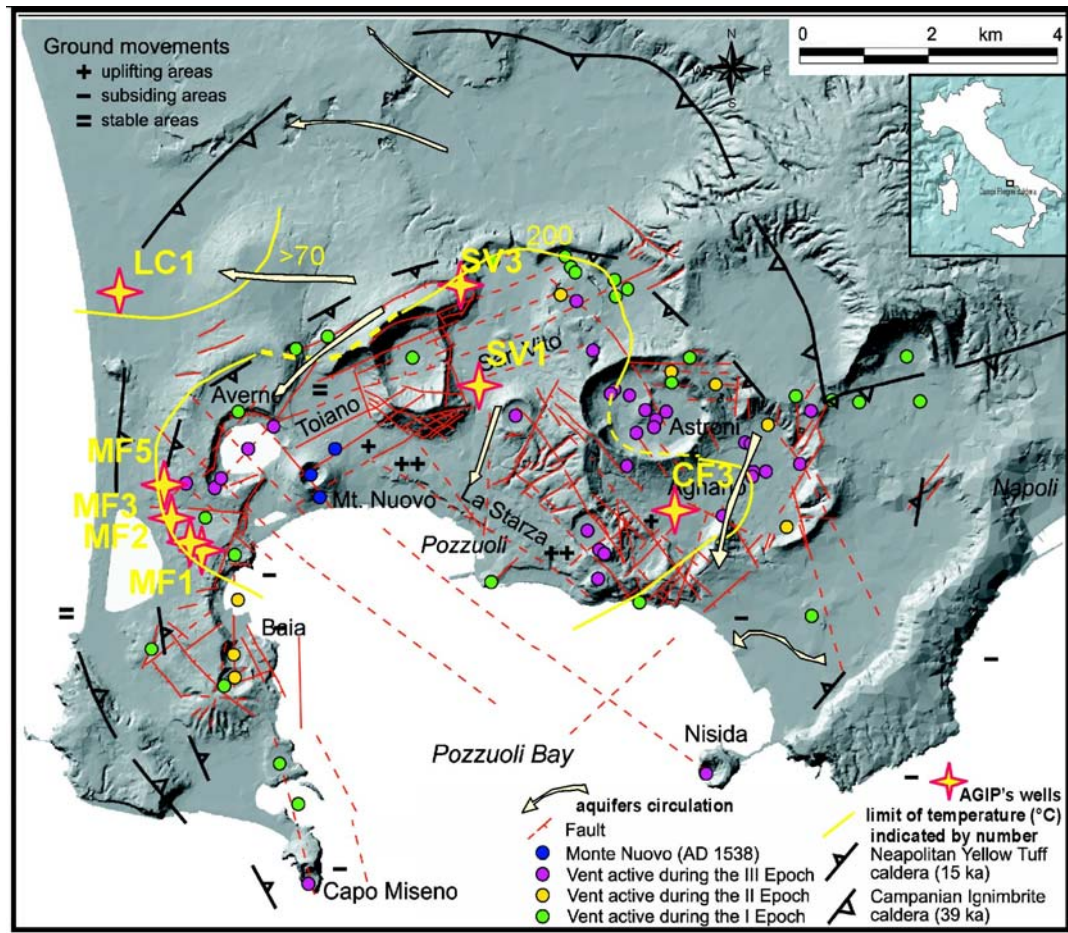 Ground movements
+ uplifting areas
- subsiding areas
= stable areas
0 2 km 4
N
E
S
LC1
>70
SV3
200
San Vito
SV1
Averno
Toiano
Astroni
MF5
CF3
Agnano
Mt. Nuovo
MF3
La Starza
Napoli
MF2
Pozzuoli
MF1
Baia
Nisida
Pozzuoli Bay
Capo Miseno
aquifers circulation
Fault
Monte Nuovo (AD 1538)
Vent active during the III Epoch
Vent active during the II Epoch
Vent active during the I Epoch
AGIP's wells
limit of temperature (°C)
indicated by number
Neapolitan Yellow Tuff
caldera (15 ka)
Campanian Ignimbrite
caldera (39 ka)